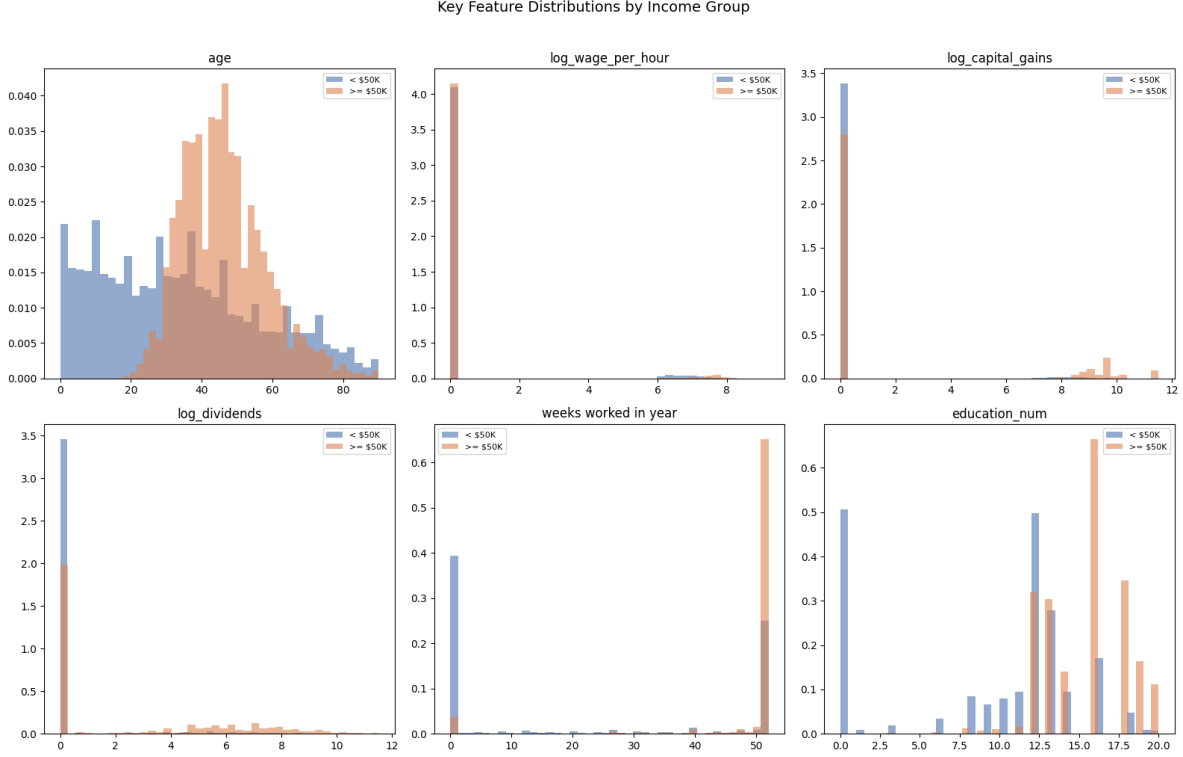 Key Feature Distributions by Income Group
age
< $50K
>= $50K
0.040
0.035
0.030
0.025
0.020
0.015
0.010
0.005
0.000
0 20 40 60 80
log_wage_per_hour
< $50K
>= $50K
4.0
3.5
3.0
2.5
2.0
1.5
1.0
0.5
0.0
0 2 4 6 8
log_capital_gains
< $50K
>= $50K
3.5
3.0
2.5
2.0
1.5
1.0
0.5
0.0
0 2 4 6 8 10 12
log_dividends
< $50K
>= $50K
3.5
3.0
2.5
2.0
1.5
1.0
0.5
0.0
0 2 4 6 8 10 12
weeks worked in year
< $50K
>= $50K
0.6
0.5
0.4
0.3
0.2
0.1
0.0
0 10 20 30 40 50
education_num
< $50K
>= $50K
0.7
0.6
0.5
0.4
0.3
0.2
0.1
0.0
0.0 2.5 5.0 7.5 10.0 12.5 15.0 17.5 20.0